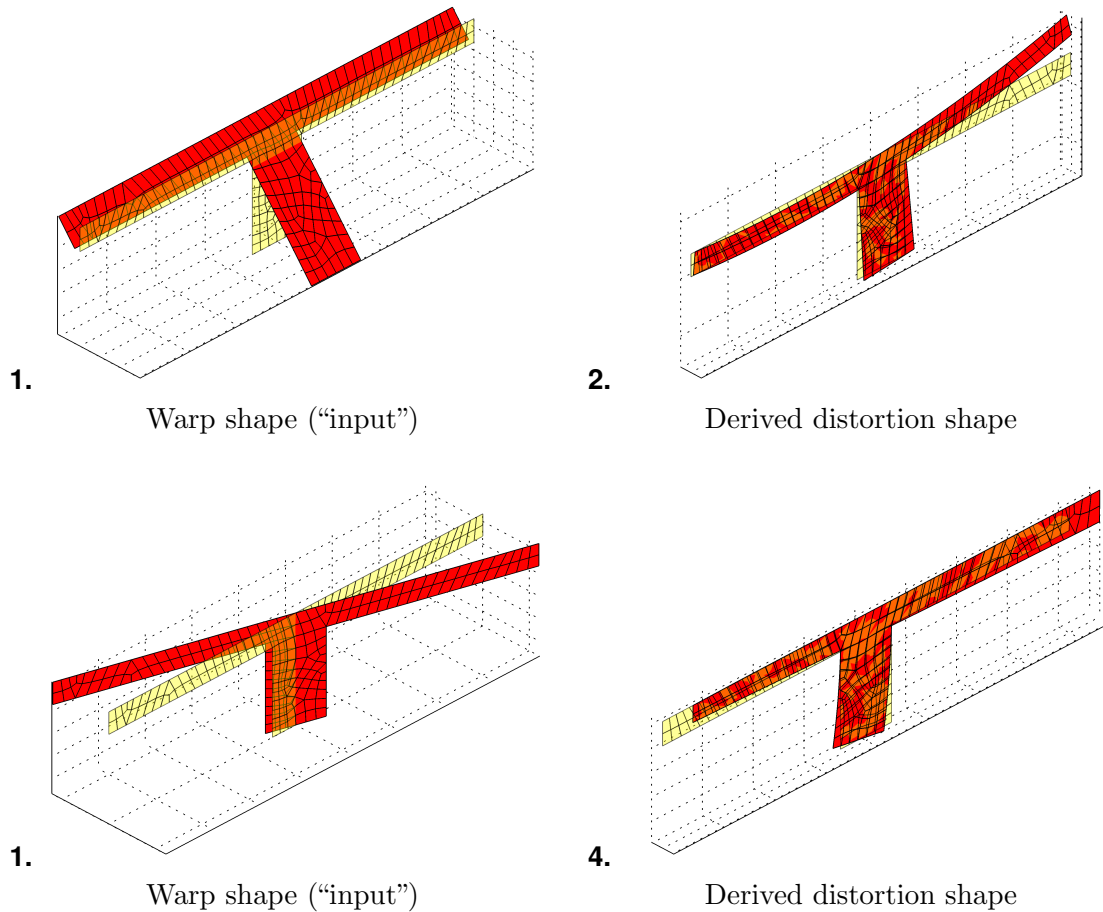 1.
2.
Warp shape (“input”)
Derived distortion shape
1.
4.
Warp shape (“input”)
Derived distortion shape